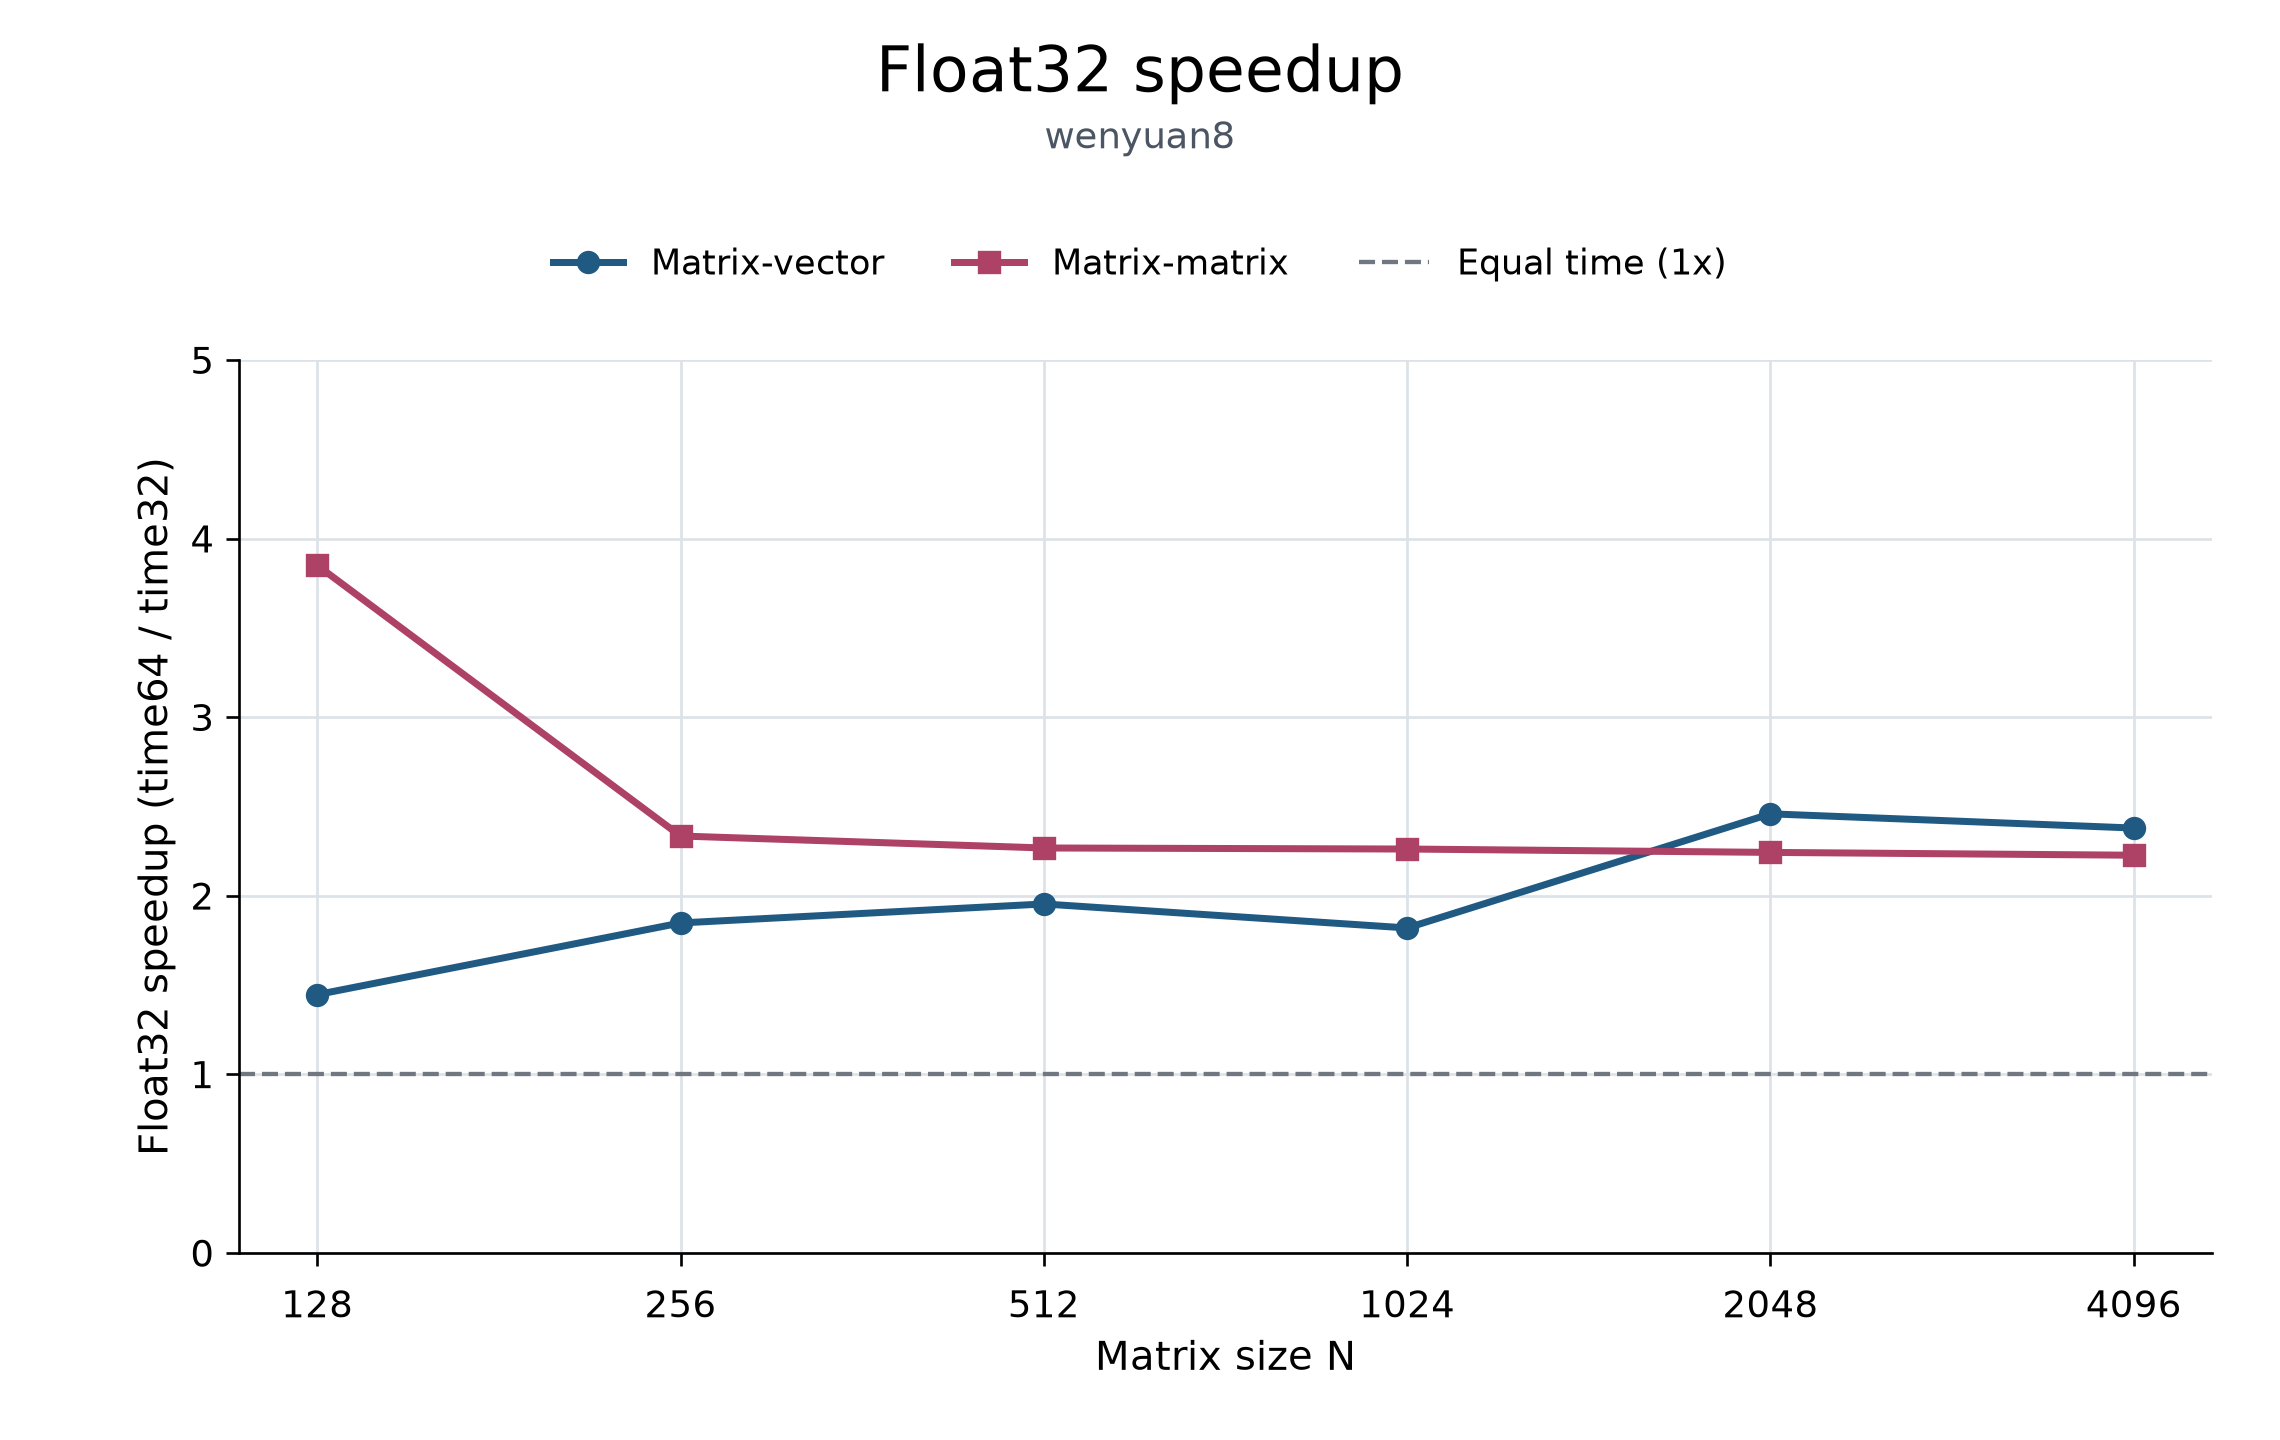 Float32 speedup
wenyuan8
Matrix-vector Matrix-matrix Equal time (1x)
Float32 speedup (time64 / time32)
5
4
3
2
1
0
128 256 512 1024 2048 4096
Matrix size N